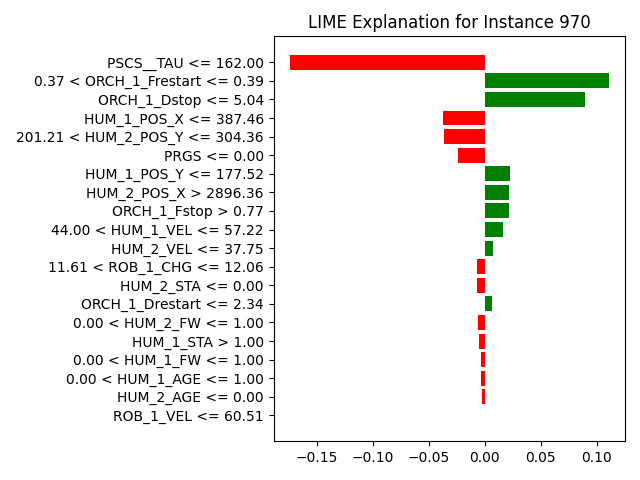 LIME Explanation for Instance 970
PSCS__TAU <= 162.00
0.37 < ORCH_1_Frestart <= 0.39
ORCH_1_Dstop <= 5.04
HUM_1_POS_X <= 387.46
201.21 < HUM_2_POS_Y <= 304.36
PRGS <= 0.00
HUM_1_POS_Y <= 177.52
HUM_2_POS_X > 2896.36
ORCH_1_Fstop > 0.77
44.00 < HUM_1_VEL <= 57.22
HUM_2_VEL <= 37.75
11.61 < ROB_1_CHG <= 12.06
HUM_2_STA <= 0.00
ORCH_1_Drestart <= 2.34
0.00 < HUM_2_FW <= 1.00
HUM_1_STA > 1.00
0.00 < HUM_1_FW <= 1.00
0.00 < HUM_1_AGE <= 1.00
HUM_2_AGE <= 0.00
ROB_1_VEL <= 60.51
−0.15 −0.10 −0.05 0.00 0.05 0.10